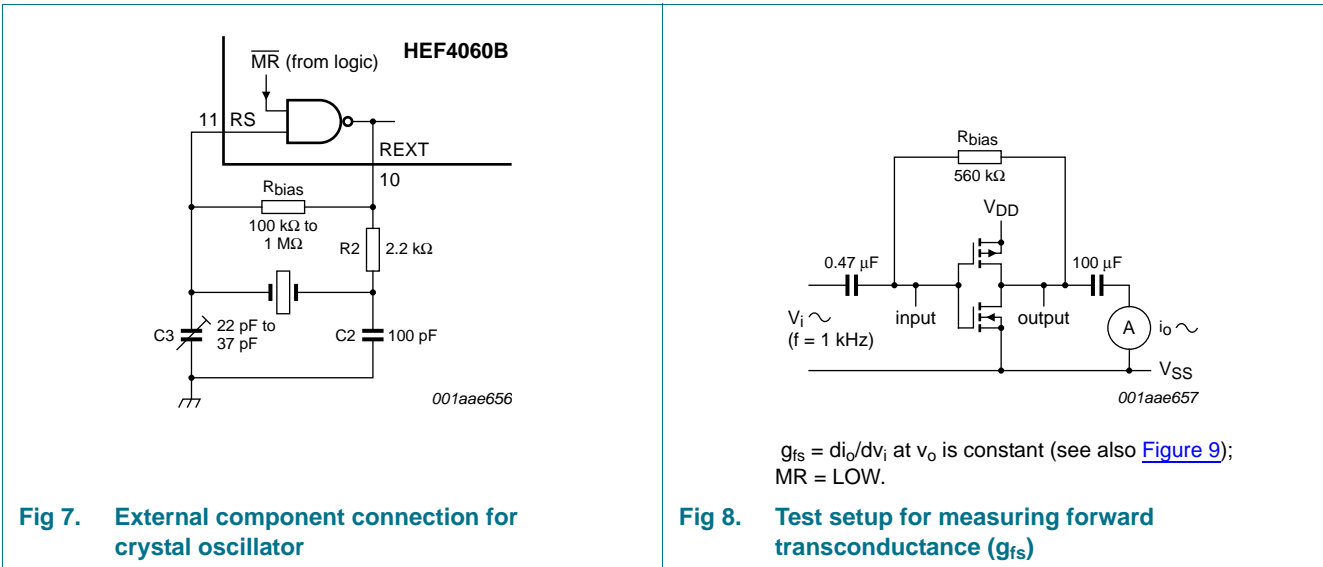 HEF4060B
MR (from logic)
11 RS
REXT
10
Rbias
100 kΩ to
1 MΩ
R2 2.2 kΩ
C3 22 pF to
37 pF
C2 100 pF
001aae656
Fig 7. External component connection for
crystal oscillator
Rbias
560 kΩ
VDD
0.47 μF
100 μF
Vi
(f = 1 kHz)
input
output
A
io
VSS
001aae657
gfs = dio/dvi at vo is constant (see also Figure 9);
MR = LOW.
Fig 8. Test setup for measuring forward
transconductance (gfs)